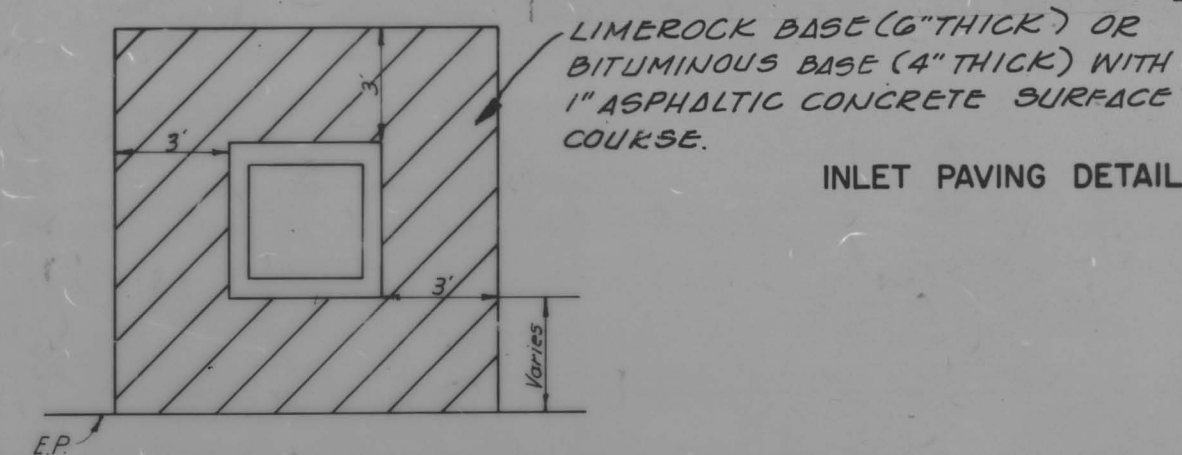 LIMEROCK BASE (6" THICK) OR
BITUMINOUS BASE (4" THICK) WITH
1" ASPHALTIC CONCRETE SURFACE
COURSE.
INLET PAVING DETAIL
3'
3'
3'
Varies
E.P.